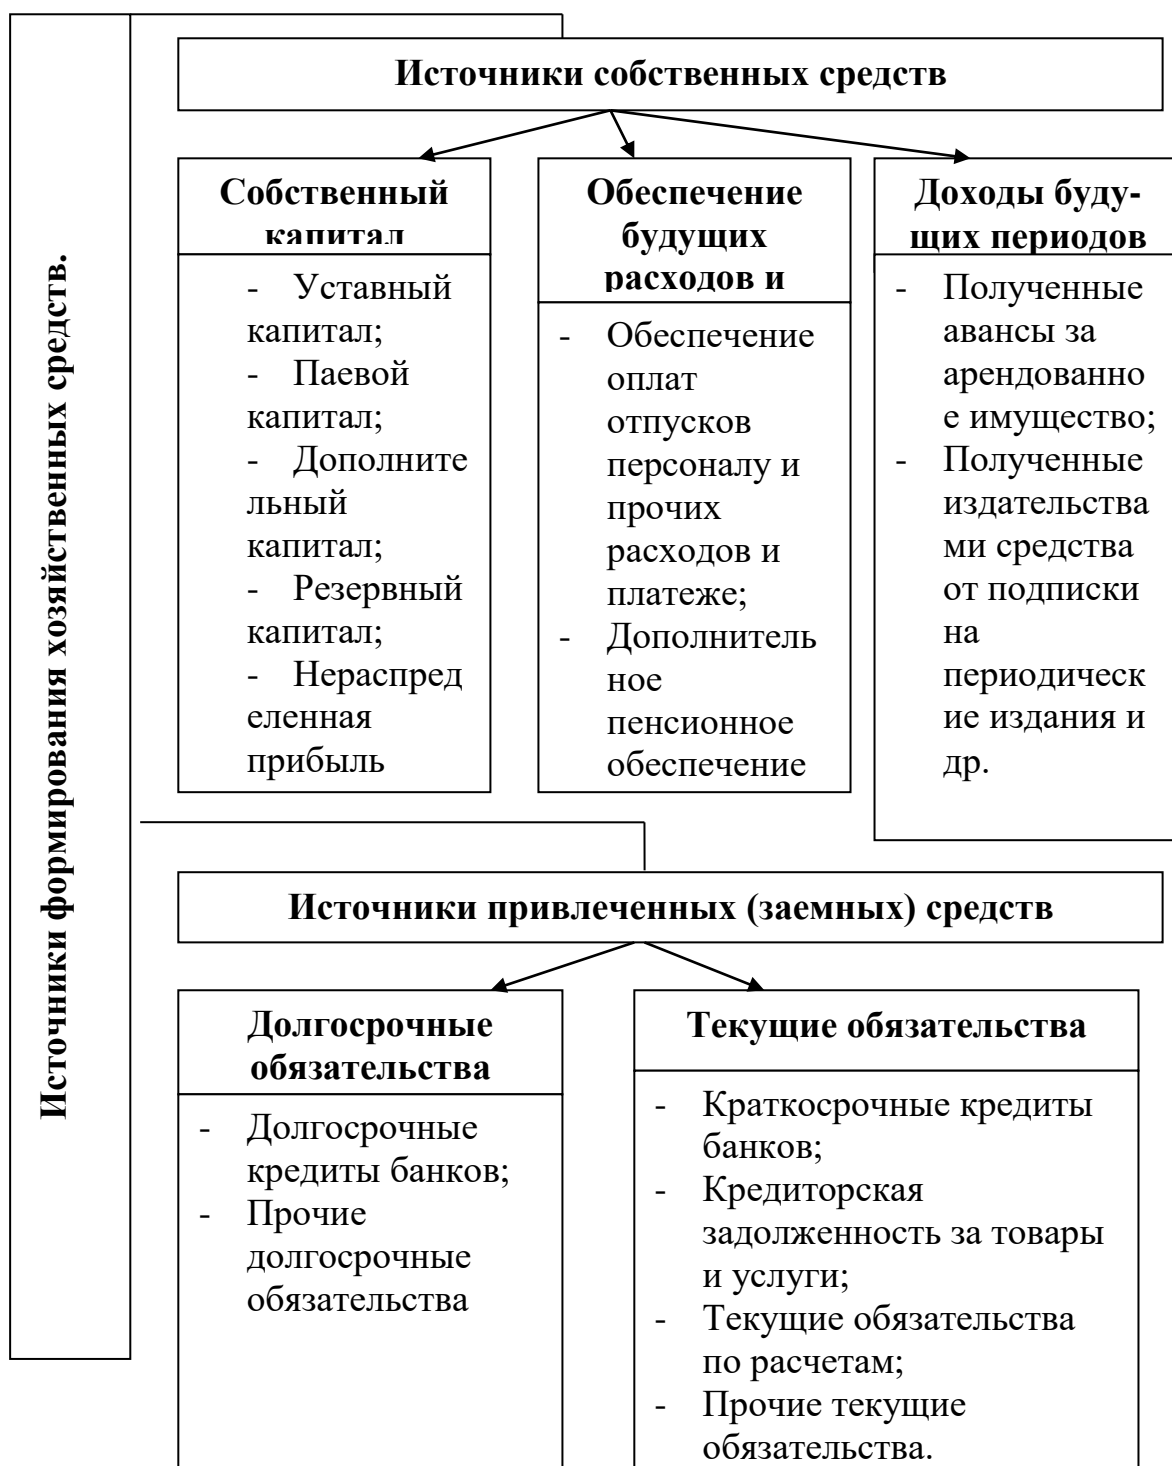 Источники формирования хозяйственных средств.
Источники собственных средств
Собственный
капитал
- Уставный
капитал;
- Паевой
капитал;
- Дополните
льный
капитал;
- Резервный
капитал;
- Нераспред
еленная
прибыль
Обеспечение
будущих
расходов и
- Обеспечение
оплат
отпусков
персоналу и
прочих
расходов и
платеже;
- Дополнитель
ное
пенсионное
обеспечение
Доходы буду-
щих периодов
- Полученные
авансы за
арендованно
е имущество;
- Полученные
издательства
ми средства
от подписки
на
периодическ
ие издания и
др.
Источники привлеченных (заемных) средств
Долгосрочные
обязательства
- Долгосрочные
кредиты банков;
- Прочие
долгосрочные
обязательства
Текущие обязательства
- Краткосрочные кредиты
банков;
- Кредиторская
задолженность за товары
и услуги;
- Текущие обязательства
по расчетам;
- Прочие текущие
обязательства.